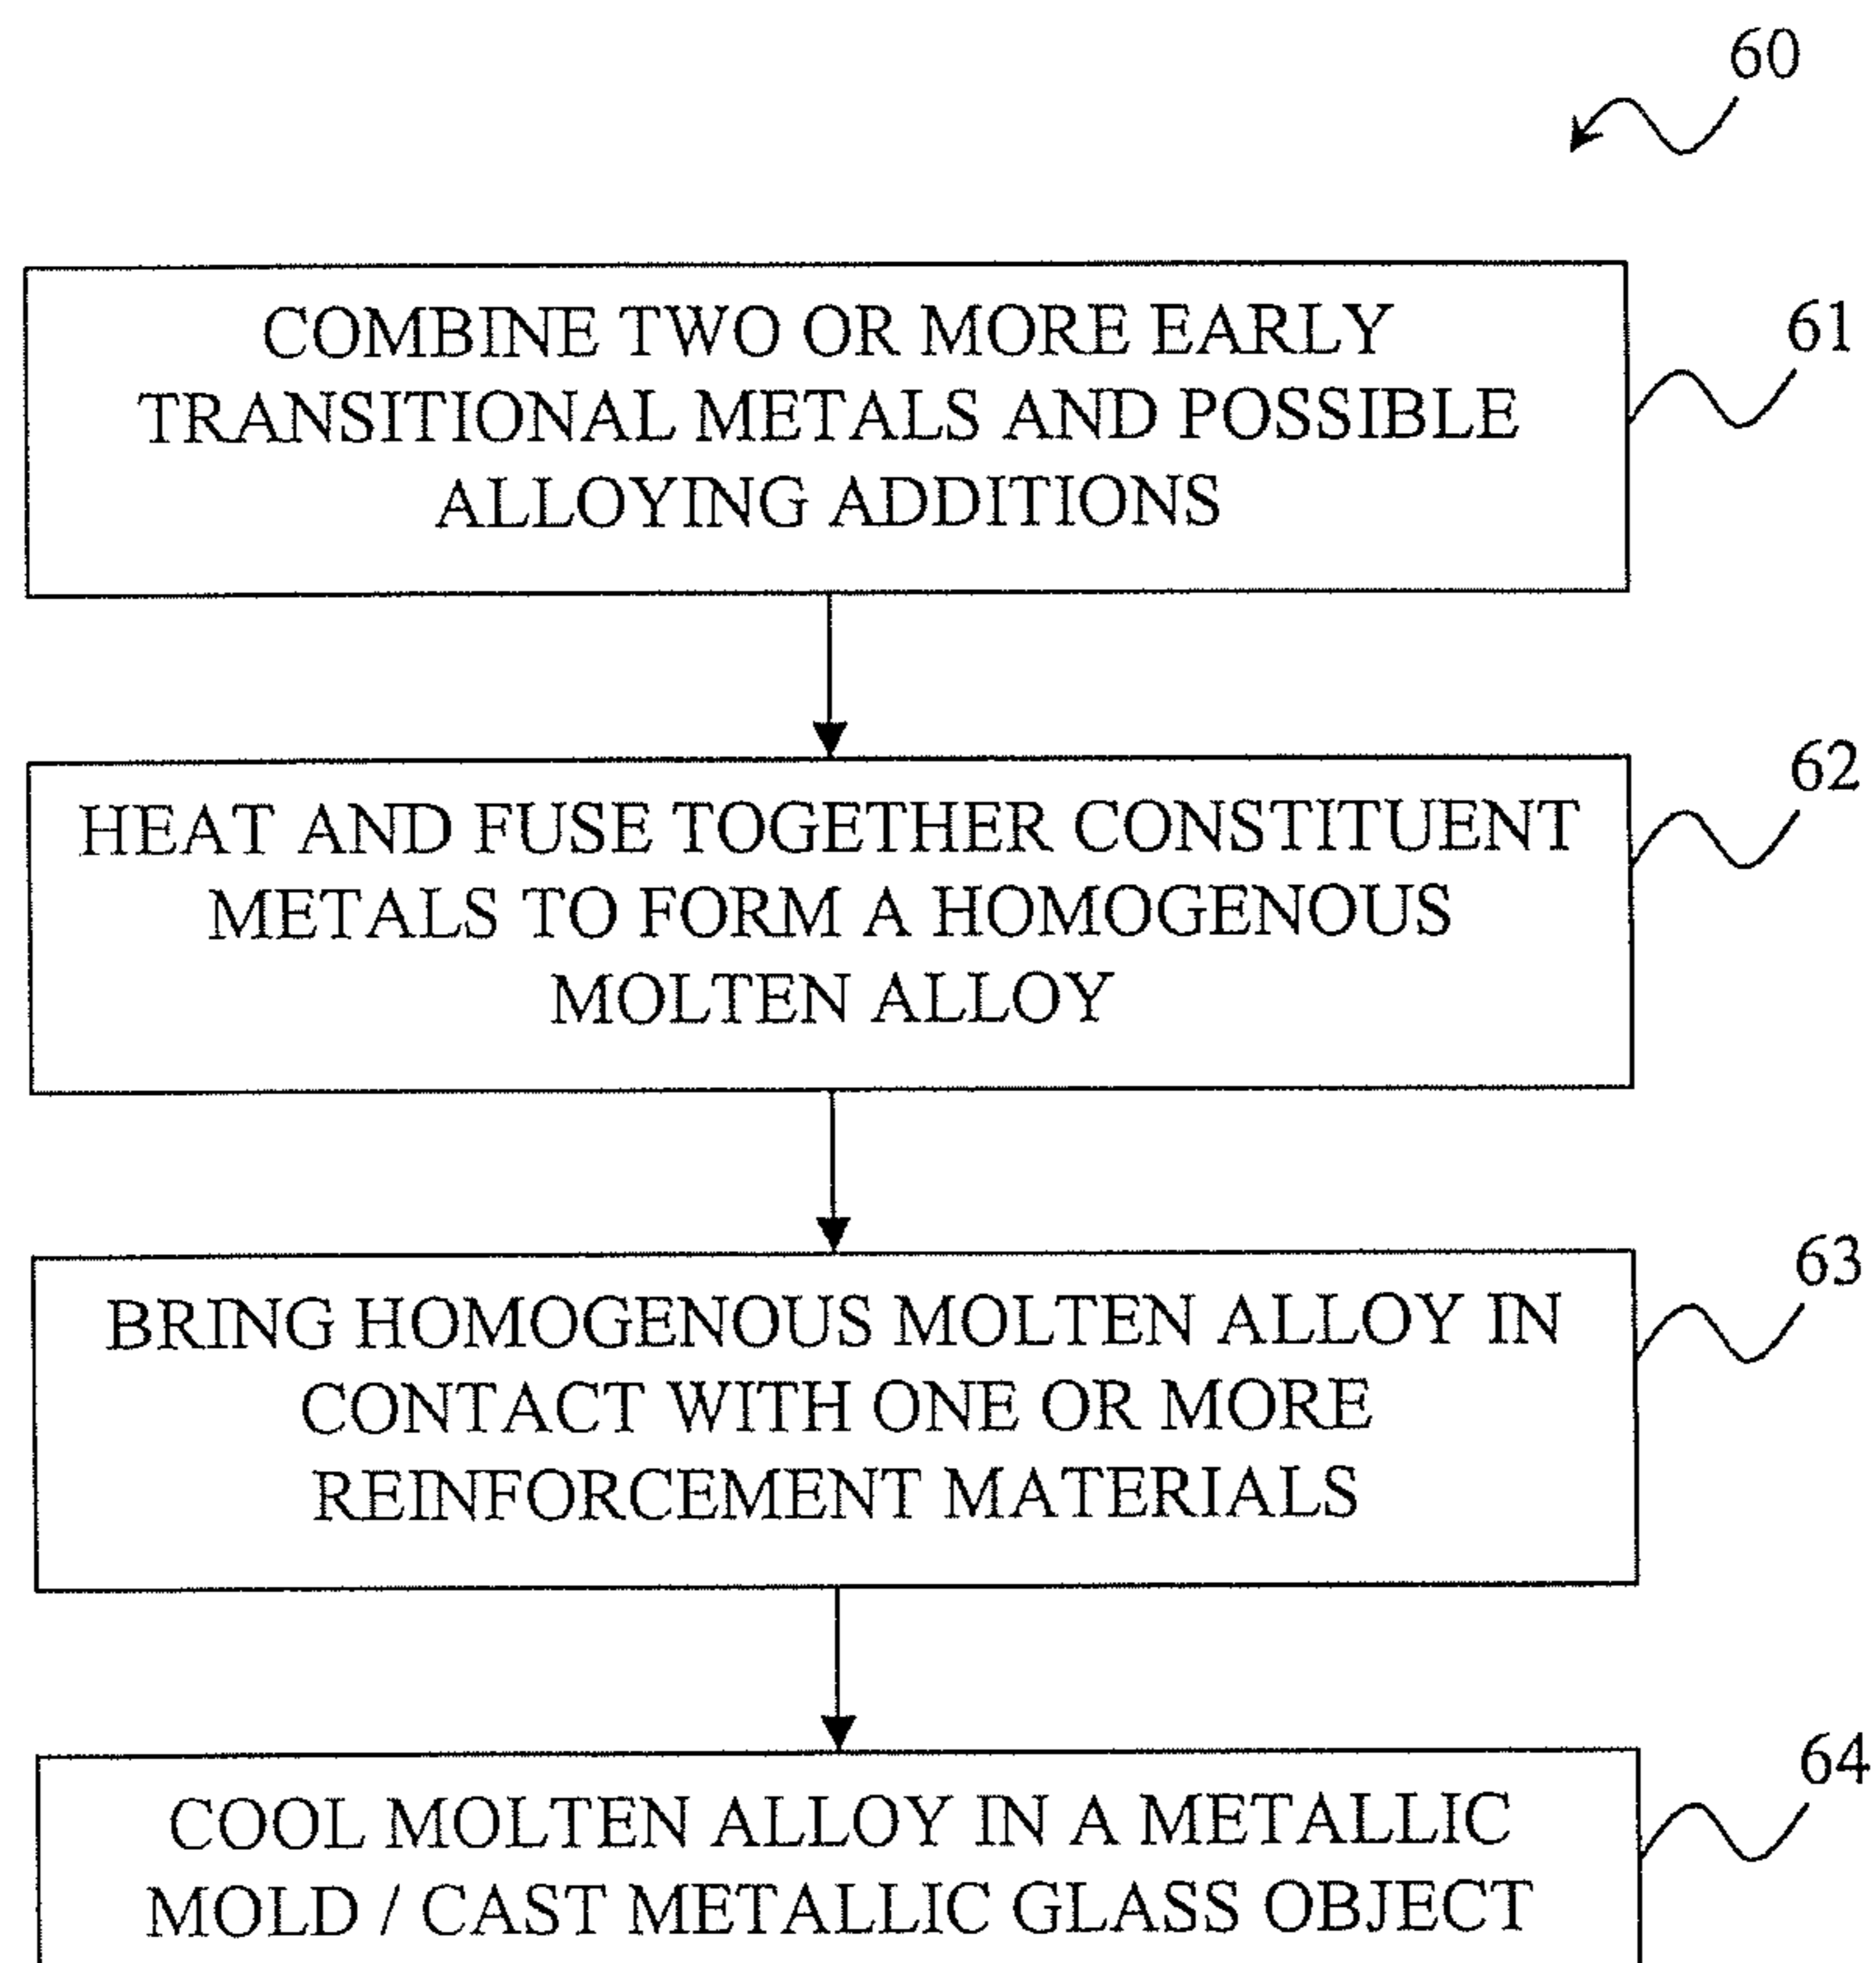 60
COMBINE TWO OR MORE EARLY
TRANSITIONAL METALS AND POSSIBLE
ALLOYING ADDITIONS
61
HEAT AND FUSE TOGETHER CONSTITUENT
METALS TO FORM A HOMOGENOUS
MOLTEN ALLOY
62
BRING HOMOGENOUS MOLTEN ALLOY IN
CONTACT WITH ONE OR MORE
REINFORCEMENT MATERIALS
63
COOL MOLTEN ALLOY IN A METALLIC
MOLD / CAST METALLIC GLASS OBJECT
64